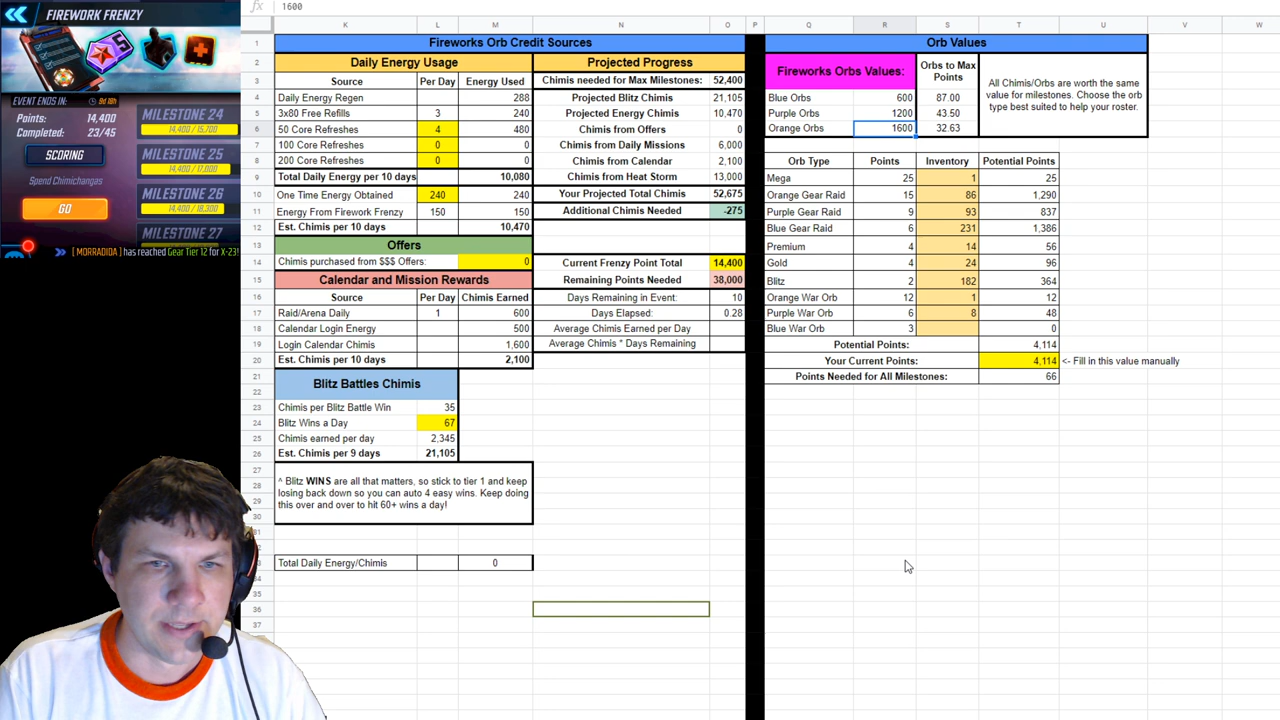 FIREWORK FRENZY
5
EVENT ENDS IN: 9d 18h
Points: 14,400
Completed: 23/45
SCORING
Spend Chimichangas
GO
MILESTONE 24
14,400 / 15,700
MILESTONE 25
14,400 / 17,000
MILESTONE 26
14,400 / 18,300
MILESTONE 27
[ MORRADIDA ] has reached Gear Tier 12 for X-23!
fx 1600
K L M N O P Q R S T U V W
Fireworks Orb Credit Sources
Daily Energy Usage
Source Per Day Energy Used
Daily Energy Regen 288
3x80 Free Refills 3 240
50 Core Refreshes 4 480
100 Core Refreshes 0 0
200 Core Refreshes 0 0
Total Daily Energy per 10 days 10,080
One Time Energy Obtained 240 240
Energy From Firework Frenzy 150 150
Est. Chimis per 10 days 10,470
Offers
Chimis purchased from $$$ Offers: 0
Calendar and Mission Rewards
Source Per Day Chimis Earned
Raid/Arena Daily 1 600
Calendar Login Energy 500
Login Calendar Chimis 1,600
Est. Chimis per 10 days 2,100
Blitz Battles Chimis
Chimis per Blitz Battle Win 35
Blitz Wins a Day 67
Chimis earned per day 2,345
Est. Chimis per 9 days 21,105
^ Blitz WINS are all that matters, so stick to tier 1 and keep
losing back down so you can auto 4 easy wins. Keep doing
this over and over to hit 60+ wins a day!
Total Daily Energy/Chimis 0
Projected Progress
Chimis needed for Max Milestones: 52,400
Projected Blitz Chimis 21,105
Projected Energy Chimis 10,470
Chimis from Offers 0
Chimis from Daily Missions 6,000
Chimis from Calendar 2,100
Chimis from Heat Storm 13,000
Your Projected Total Chimis 52,675
Additional Chimis Needed -275
Current Frenzy Point Total 14,400
Remaining Points Needed 38,000
Days Remaining in Event: 10
Days Elapsed: 0.28
Average Chimis Earned per Day
Average Chimis * Days Remaining
Orb Values
Fireworks Orbs Values:
Orbs to Max
Points
Blue Orbs 600 87.00
Purple Orbs 1200 43.50
Orange Orbs 1600 32.63
All Chimis/Orbs are worth the same
value for milestones. Choose the orb
type best suited to help your roster.
Orb Type Points Inventory Potential Points
Mega 25 1 25
Orange Gear Raid 15 86 1,290
Purple Gear Raid 9 93 837
Blue Gear Raid 6 231 1,386
Premium 4 14 56
Gold 4 24 96
Blitz 2 182 364
Orange War Orb 12 1 12
Purple War Orb 6 8 48
Blue War Orb 3 0
Potential Points: 4,114
Your Current Points: 4,114 <- Fill in this value manually
Points Needed for All Milestones: 66